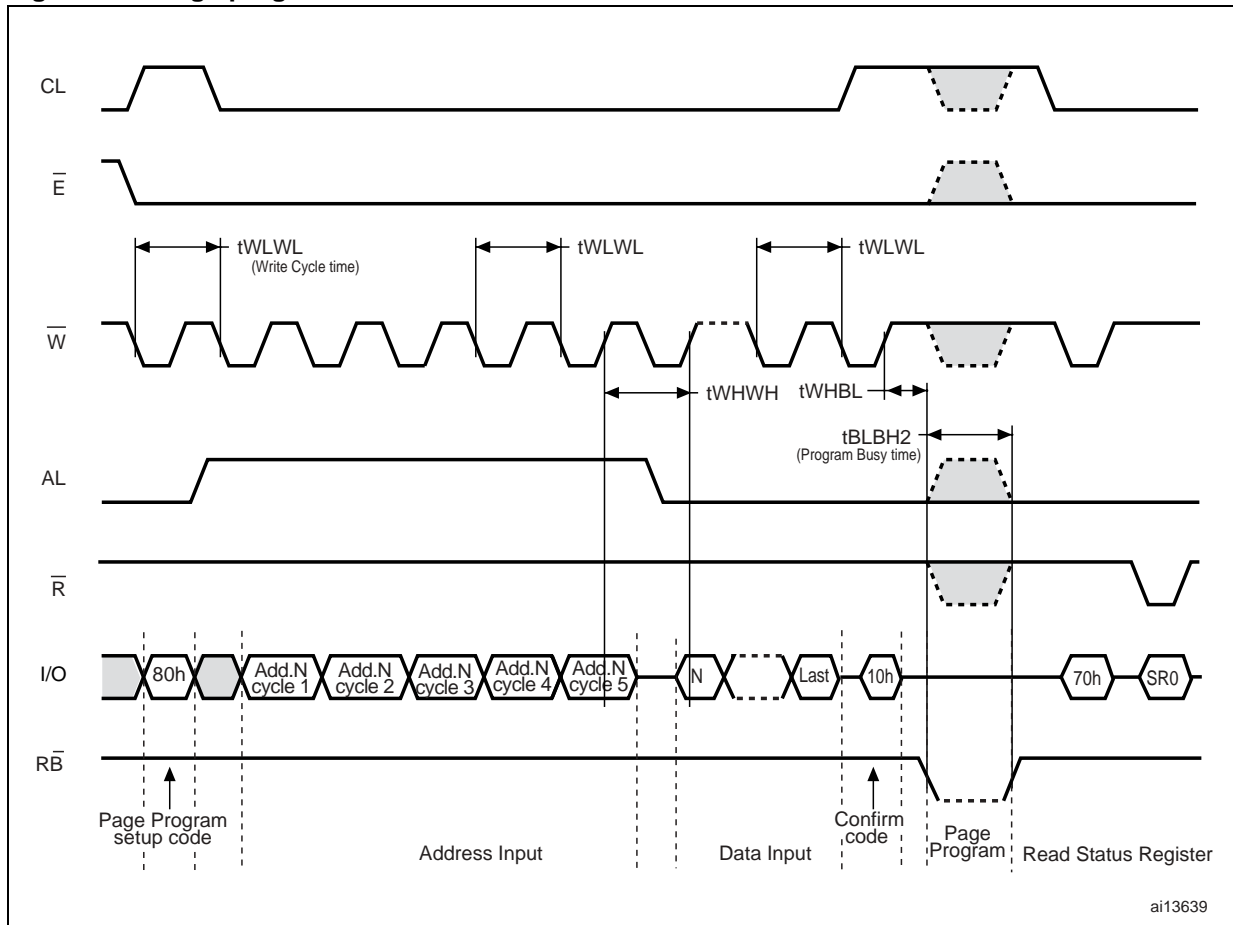 CL
E
tWLWL
(Write Cycle time)
tWLWL
tWLWL
W
tWHWH
tWHBL
tBLBH2
(Program Busy time)
AL
R
I/O
80h
Add.N
cycle 1
Add.N
cycle 2
Add.N
cycle 3
Add.N
cycle 4
Add.N
cycle 5
N
Last
10h
70h
SR0
RB
Page Program
setup code
Address Input
Data Input
Confirm
code
Page
Program
Read Status Register
ai13639